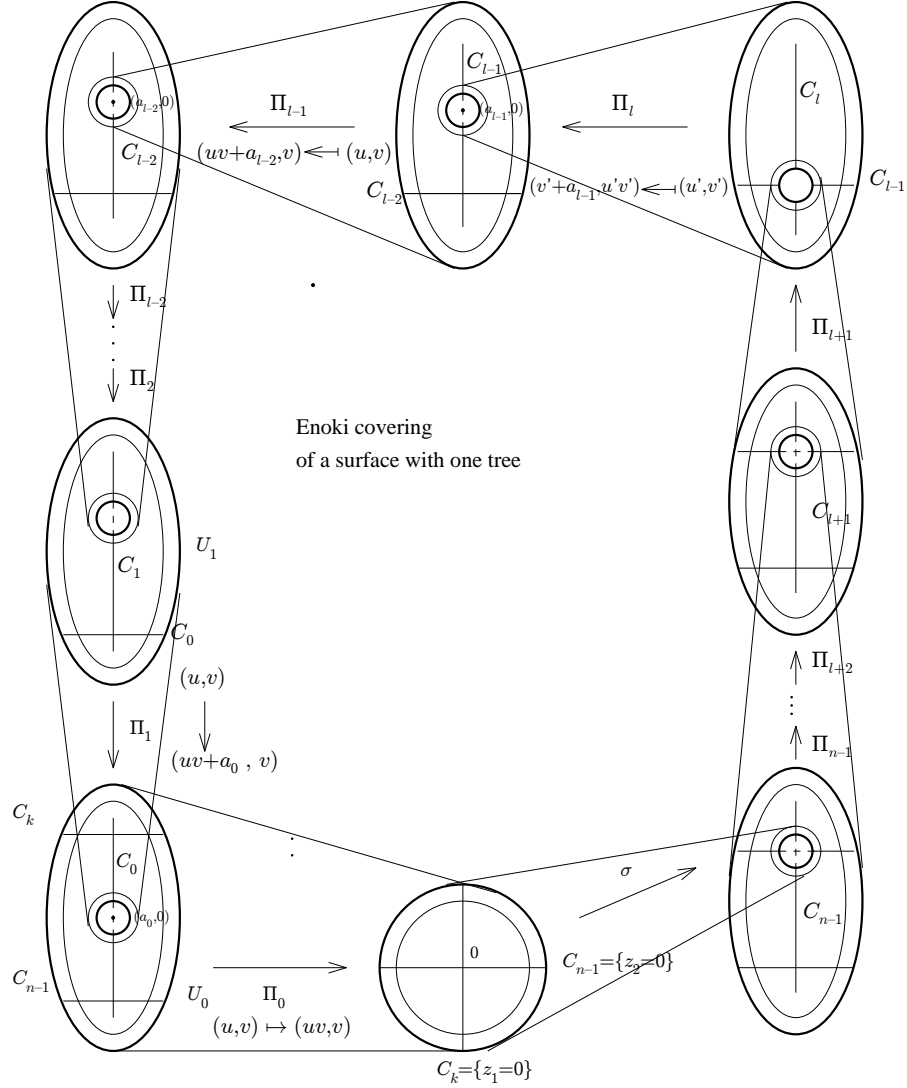 C_{l-1}
Π_{l-1}
Π_l
C_l
(a_{l-2},0)
(a_{l-1},0)
C_{l-2}
(uv+a_{l-2},v) ⟻ (u,v)
C_{l-2}
(v'+a_{l-1},u'v') ⟻ (u',v')
C_{l-1}
Π_{l-2}
Π_{l+1}
Π_2
Enoki covering
of a surface with one tree
C_{l+1}
U_1
C_1
C_0
Π_{l+2}
(u,v)
Π_1
Π_{n-1}
(uv+a_0 , v)
C_k
C_0
σ
(a_0,0)
C_{n-1}
0
C_{n-1}={z_2=0}
C_{n-1}
U_0
Π_0
(u,v) ↦ (uv,v)
C_k={z_1=0}